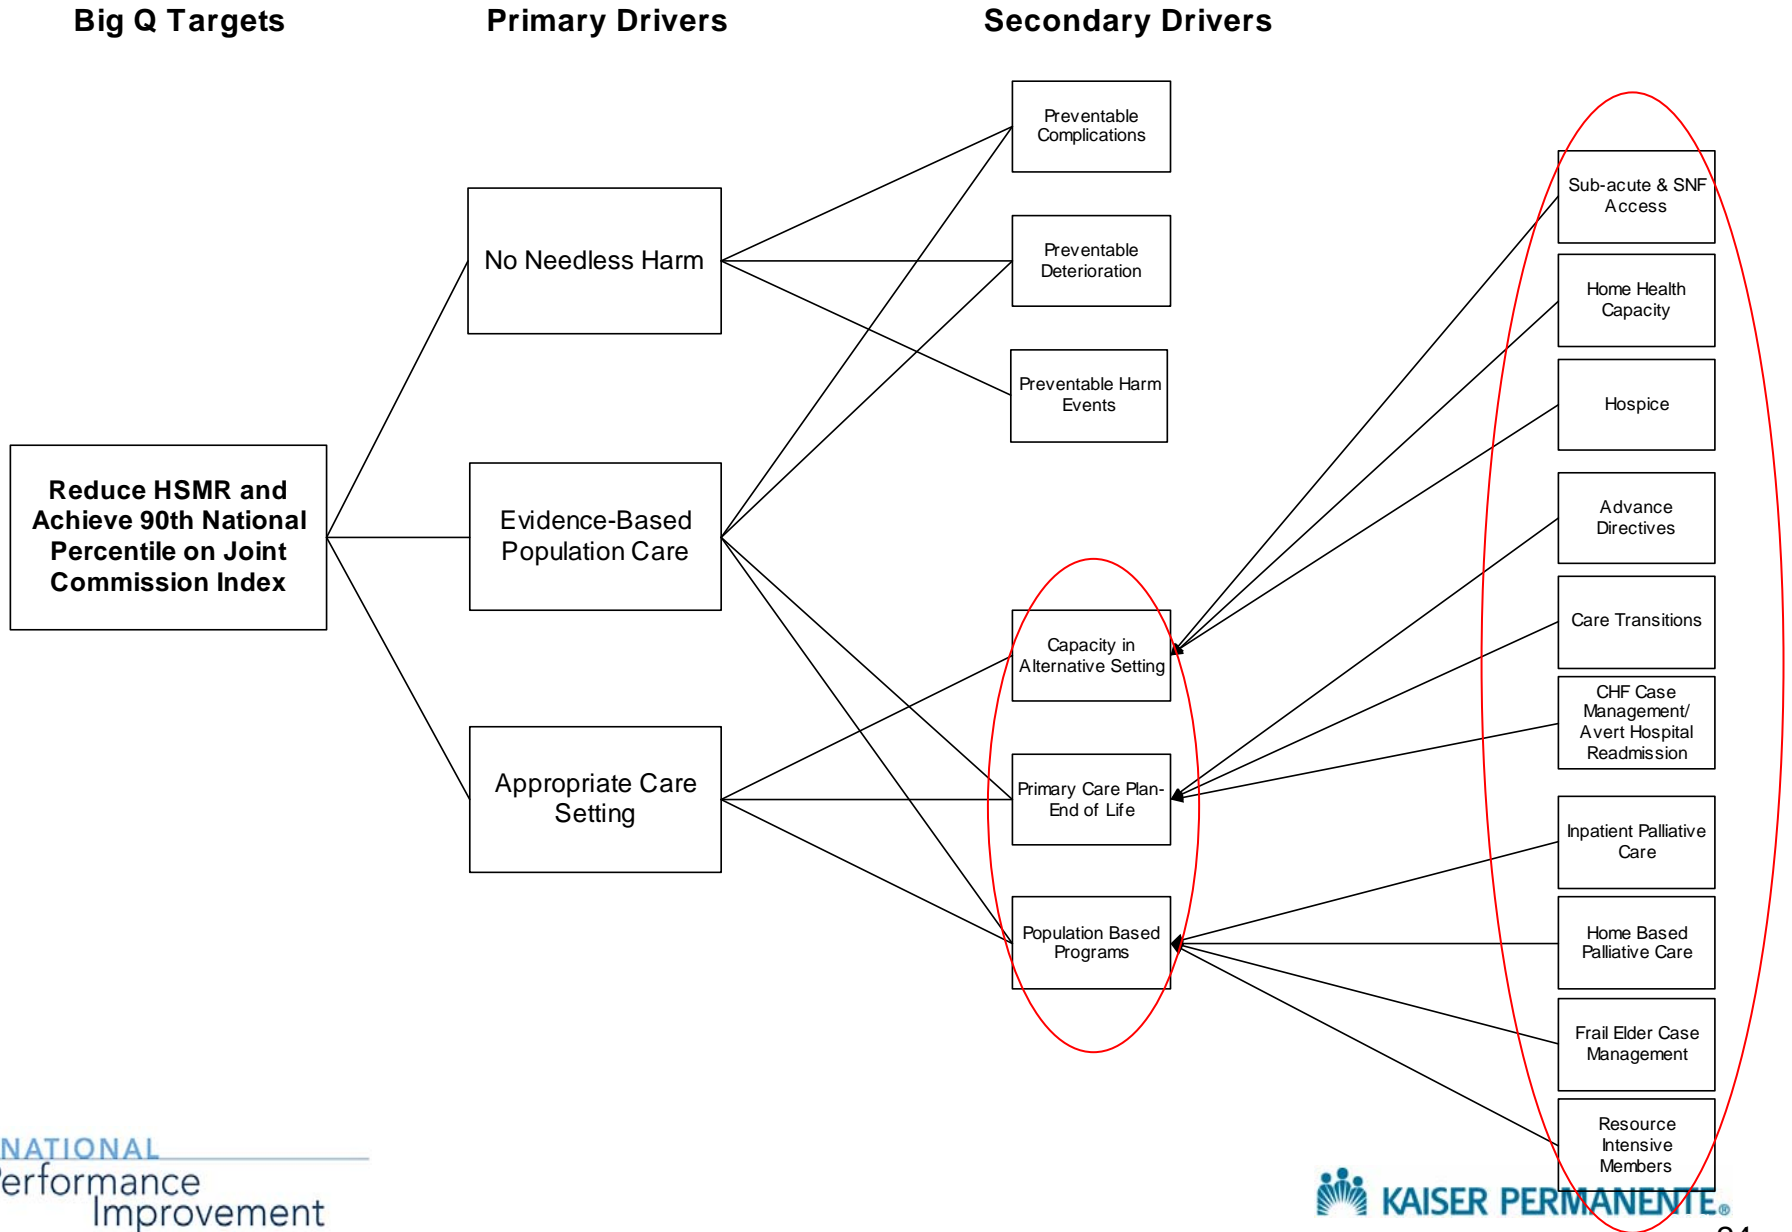 Big Q Targets
Primary Drivers
Secondary Drivers
Reduce HSMR and
Achieve 90th National
Percentile on Joint
Commission Index
No Needless Harm
Evidence-Based
Population Care
Appropriate Care
Setting
Preventable
Complications
Preventable
Deterioration
Preventable Harm
Events
Capacity in
Alternative Setting
Primary Care Plan-
End of Life
Population Based
Programs
Sub-acute & SNF
Access
Home Health
Capacity
Hospice
Advance
Directives
Care Transitions
CHF Case
Management/
Avert Hospital
Readmission
Inpatient Palliative
Care
Home Based
Palliative Care
Frail Elder Case
Management
Resource
Intensive
Members
NATIONAL
Performance
Improvement
KAISER PERMANENTE®